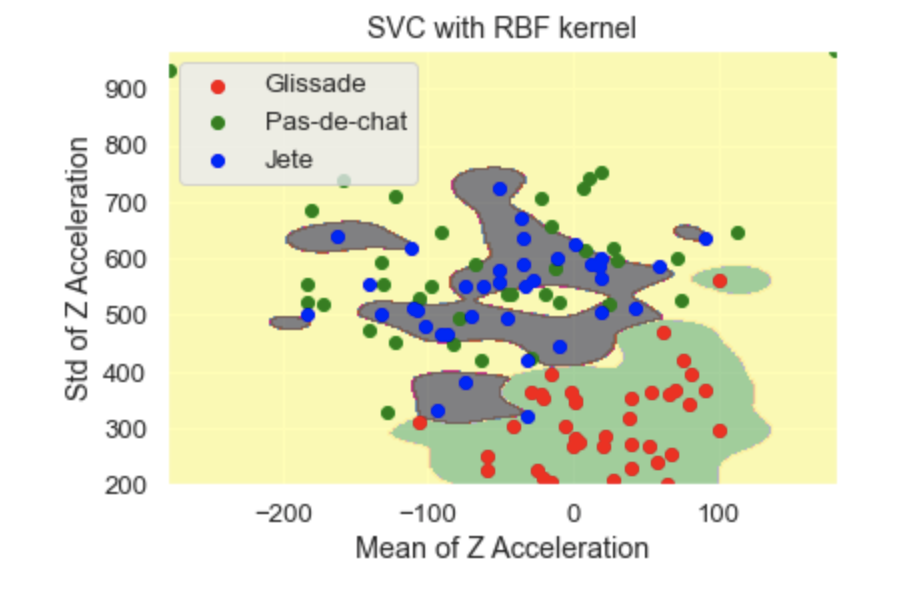 SVC with RBF kernel
Glissade
Pas-de-chat
Jete
900
800
700
600
500
400
300
200
Std of Z Acceleration
−200
−100
0
100
Mean of Z Acceleration